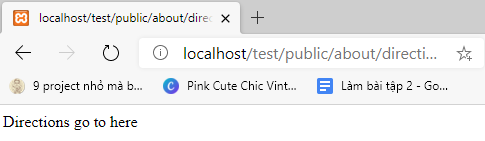 localhost/test/public/about/direc
localhost/test/public/about/directi...
9 project nhỏ mà b...
C Pink Cute Chic Vint...
Làm bài tập 2 - Go...
Directions go to here